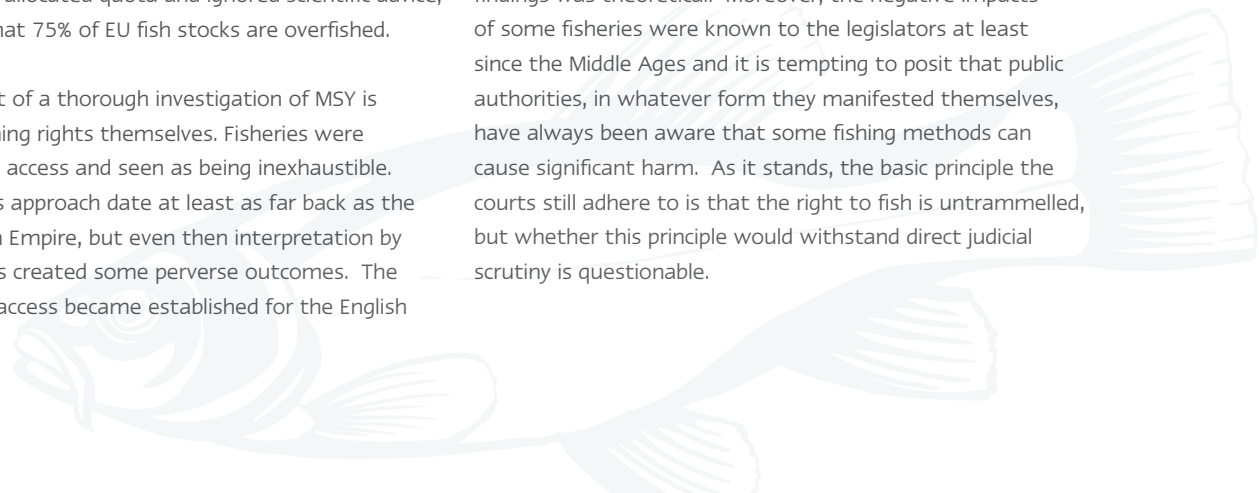 allocated quota and ignored scientific advice,
hat 75% of EU fish stocks are overfished.
t of a thorough investigation of MSY is
ing rights themselves. Fisheries were
access and seen as being inexhaustible.
s approach date at least as far back as the
n Empire, but even then interpretation by
s created some perverse outcomes. The
access became established for the English
findings was theoretical. Moreover, the negative impacts
of some fisheries were known to the legislators at least
since the Middle Ages and it is tempting to posit that public
authorities, in whatever form they manifested themselves,
have always been aware that some fishing methods can
cause significant harm. As it stands, the basic principle the
courts still adhere to is that the right to fish is untrammelled,
but whether this principle would withstand direct judicial
scrutiny is questionable.